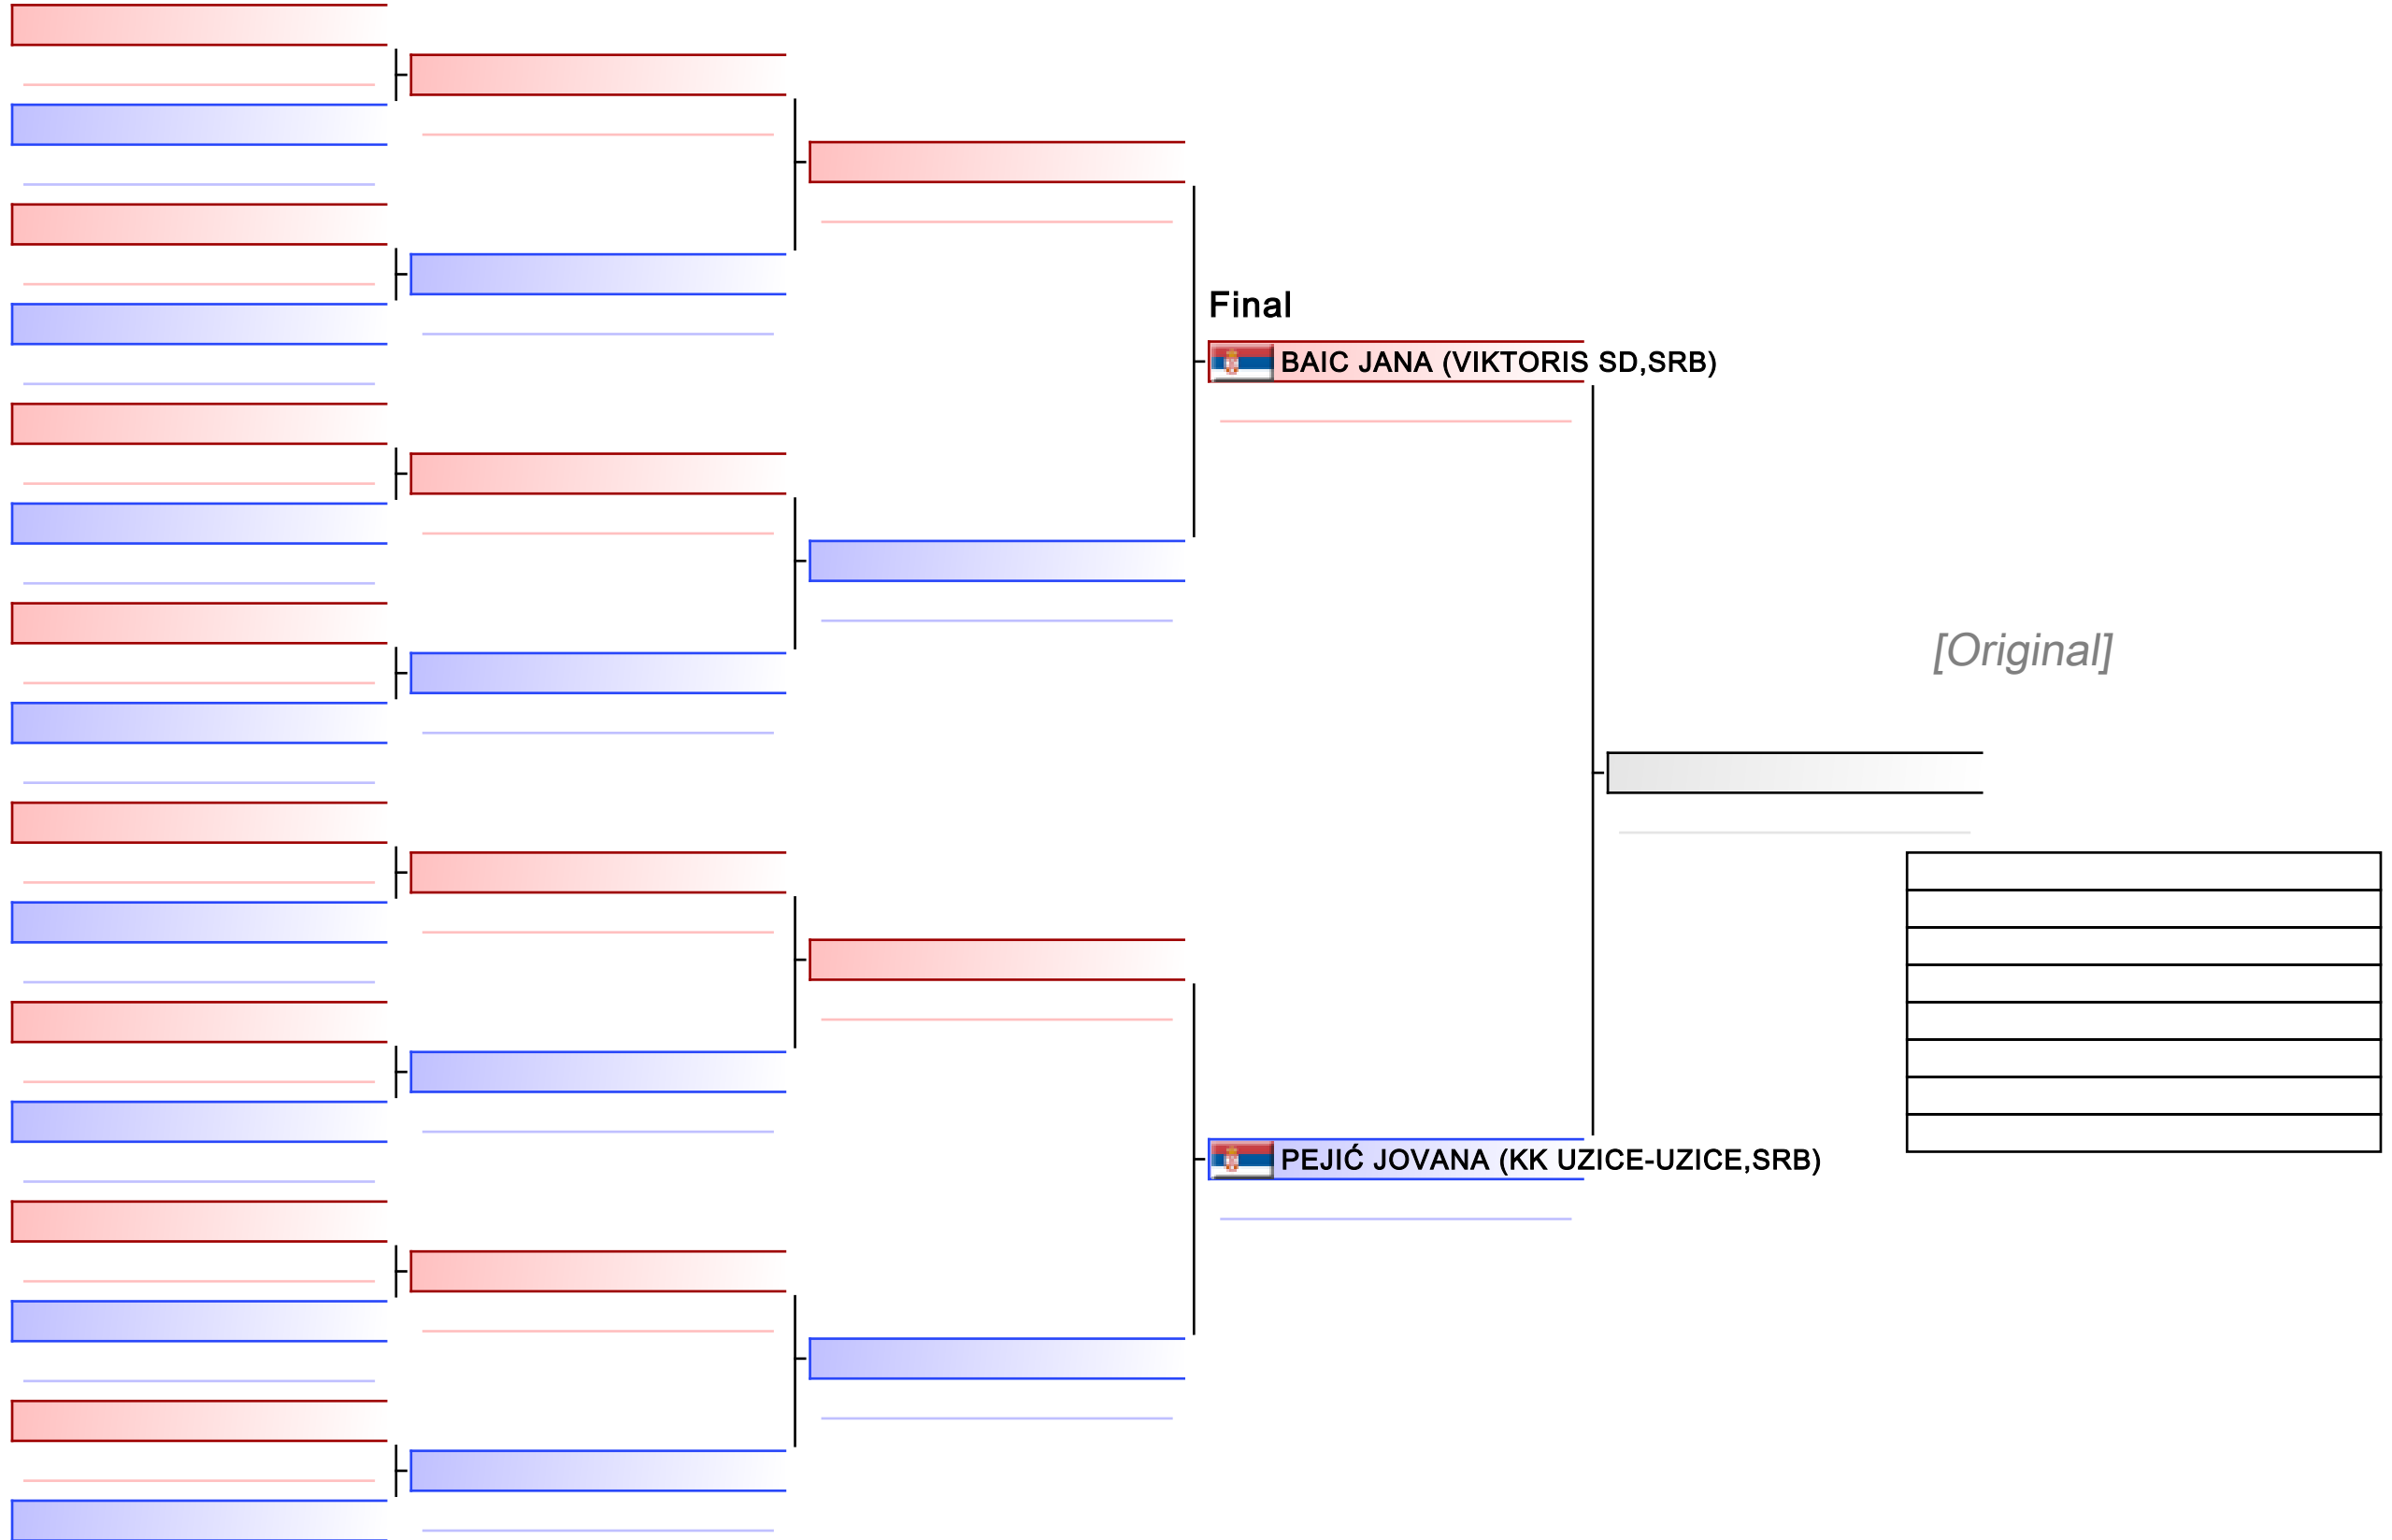 Final
BAIC JANA (VIKTORIS SD,SRB)
[Original]
PEJIĆ JOVANA (KK UZICE-UZICE,SRB)